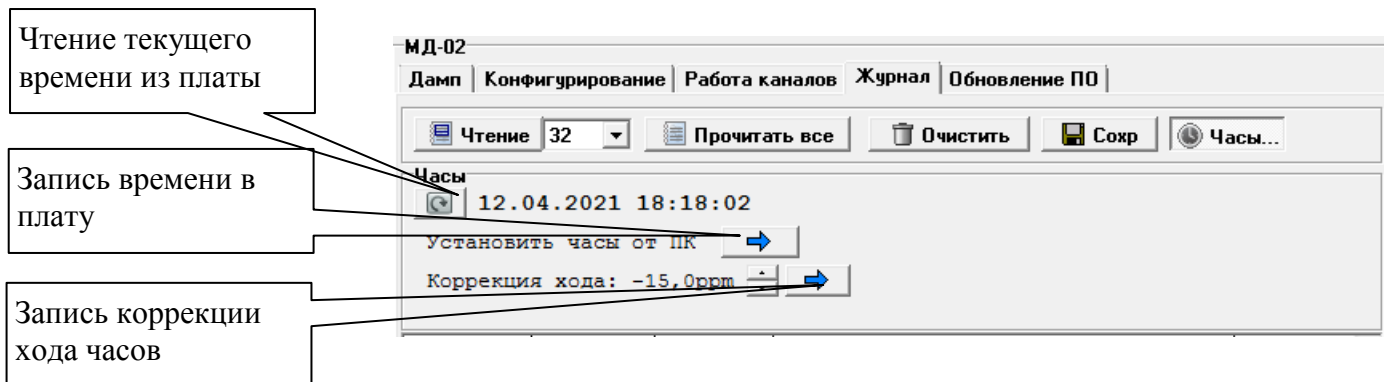 Чтение текущего
времени из платы
Запись времени в
плату
Запись коррекции
хода часов
МД-02
Дамп Конфигурирование Работа каналов Журнал Обновление ПО
Чтение 32 Прочитать все Очистить Сохр Часы...
Часы
12.04.2021 18:18:02
Установить часы от ПК
Коррекция хода: -15,0ppm